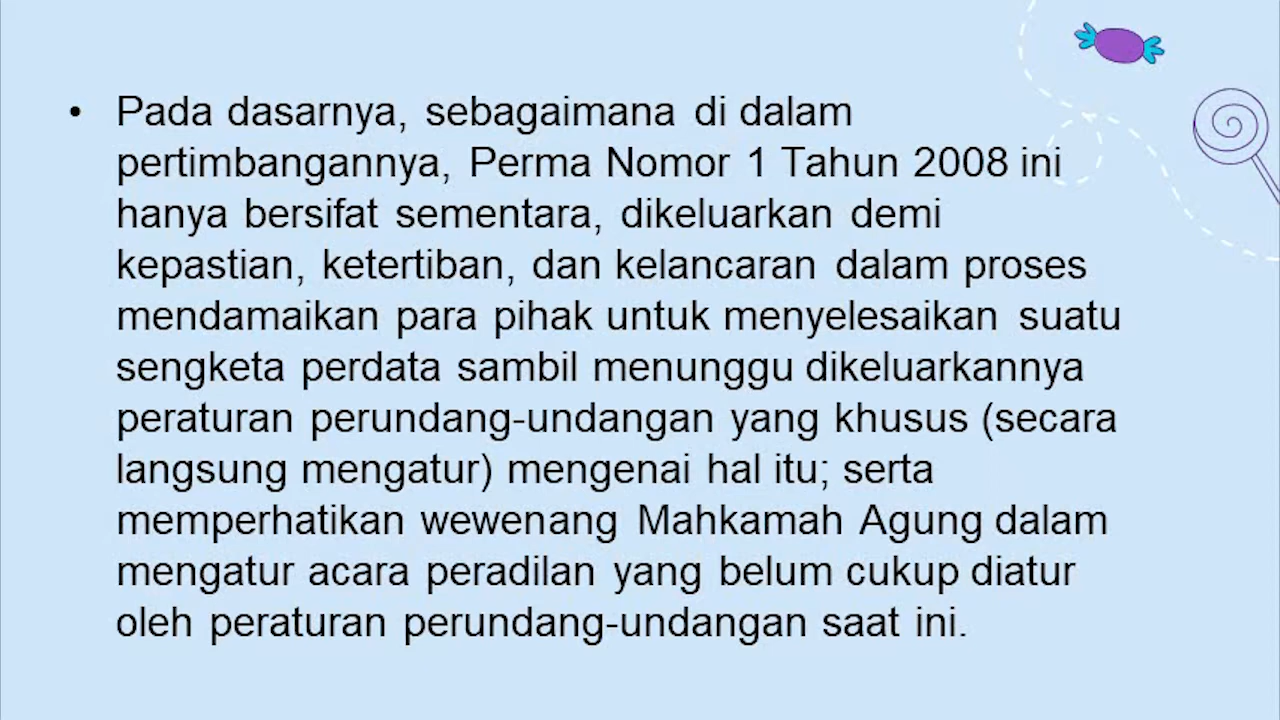 • Pada dasarnya, sebagaimana di dalam
pertimbangannya, Perma Nomor 1 Tahun 2008 ini
hanya bersifat sementara, dikeluarkan demi
kepastian, ketertiban, dan kelancaran dalam proses
mendamaikan para pihak untuk menyelesaikan suatu
sengketa perdata sambil menunggu dikeluarkannya
peraturan perundang-undangan yang khusus (secara
langsung mengatur) mengenai hal itu; serta
memperhatikan wewenang Mahkamah Agung dalam
mengatur acara peradilan yang belum cukup diatur
oleh peraturan perundang-undangan saat ini.